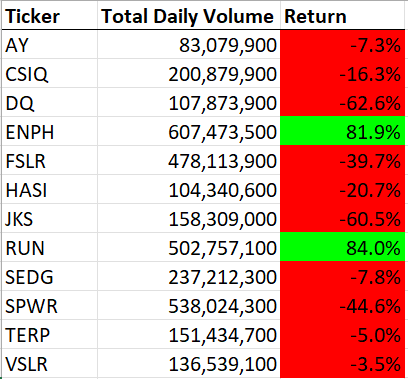 Ticker Total Daily Volume Return
AY 83,079,900 -7.3%
CSIQ 200,879,900 -16.3%
DQ 107,873,900 -62.6%
ENPH 607,473,500 81.9%
FSLR 478,113,900 -39.7%
HASI 104,340,600 -20.7%
JKS 158,309,000 -60.5%
RUN 502,757,100 84.0%
SEDG 237,212,300 -7.8%
SPWR 538,024,300 -44.6%
TERP 151,434,700 -5.0%
VSLR 136,539,100 -3.5%